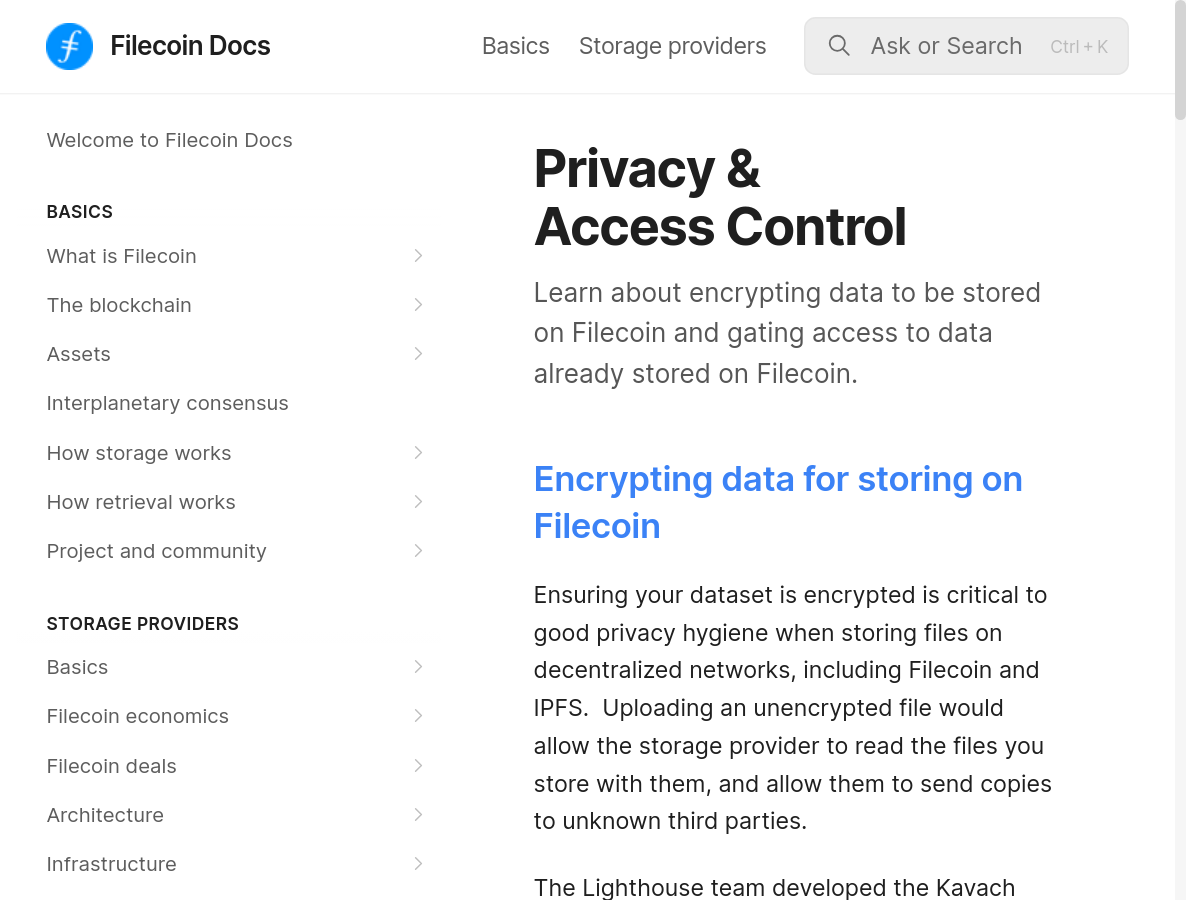 Filecoin Docs
Basics
Storage providers
Ask or Search
Ctrl + K
Welcome to Filecoin Docs
BASICS
What is Filecoin
The blockchain
Assets
Interplanetary consensus
How storage works
How retrieval works
Project and community
STORAGE PROVIDERS
Basics
Filecoin economics
Filecoin deals
Architecture
Infrastructure
Privacy &
Access Control
Learn about encrypting data to be stored
on Filecoin and gating access to data
already stored on Filecoin.
Encrypting data for storing on
Filecoin
Ensuring your dataset is encrypted is critical to
good privacy hygiene when storing files on
decentralized networks, including Filecoin and
IPFS.  Uploading an unencrypted file would
allow the storage provider to read the files you
store with them, and allow them to send copies
to unknown third parties.
The Lighthouse team developed the Kavach